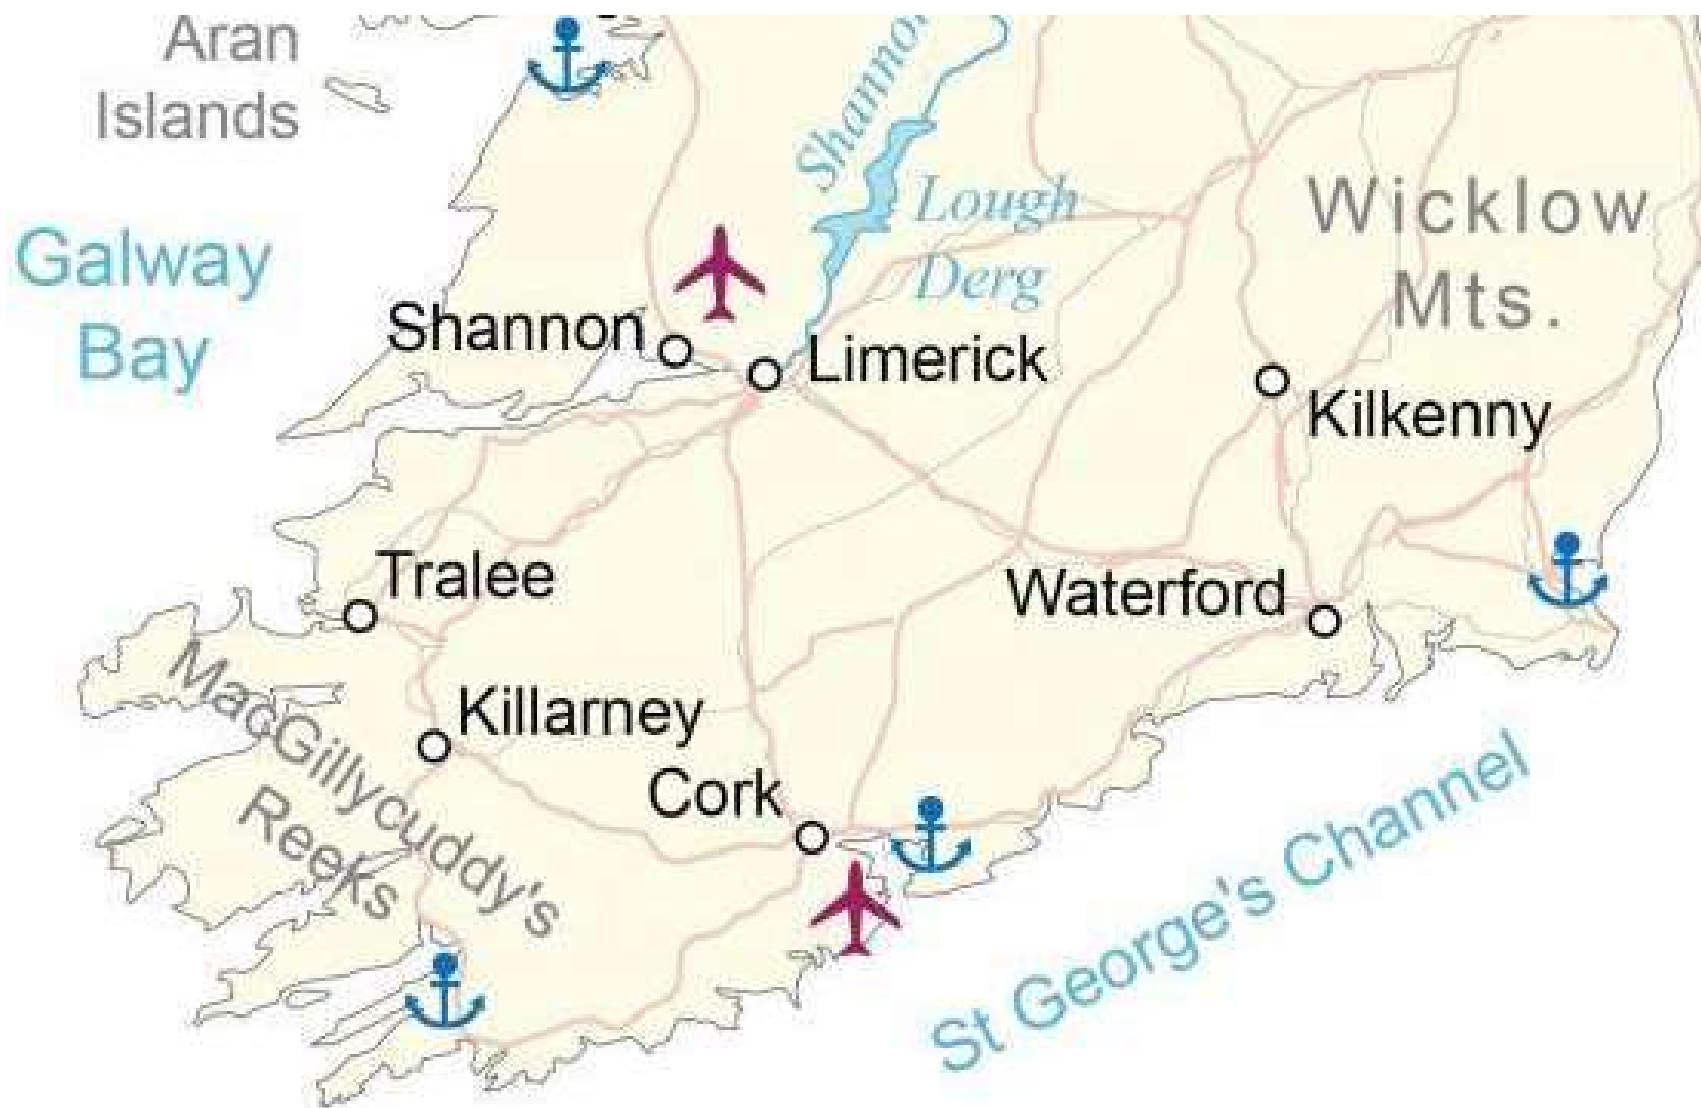 Aran
Islands
Shannon
Lough
Derg
Wicklow
Mts.
Galway
Bay
Shannon
Limerick
Kilkenny
Tralee
Waterford
MacGillycuddy's
Reeks
Killarney
Cork
St George's Channel